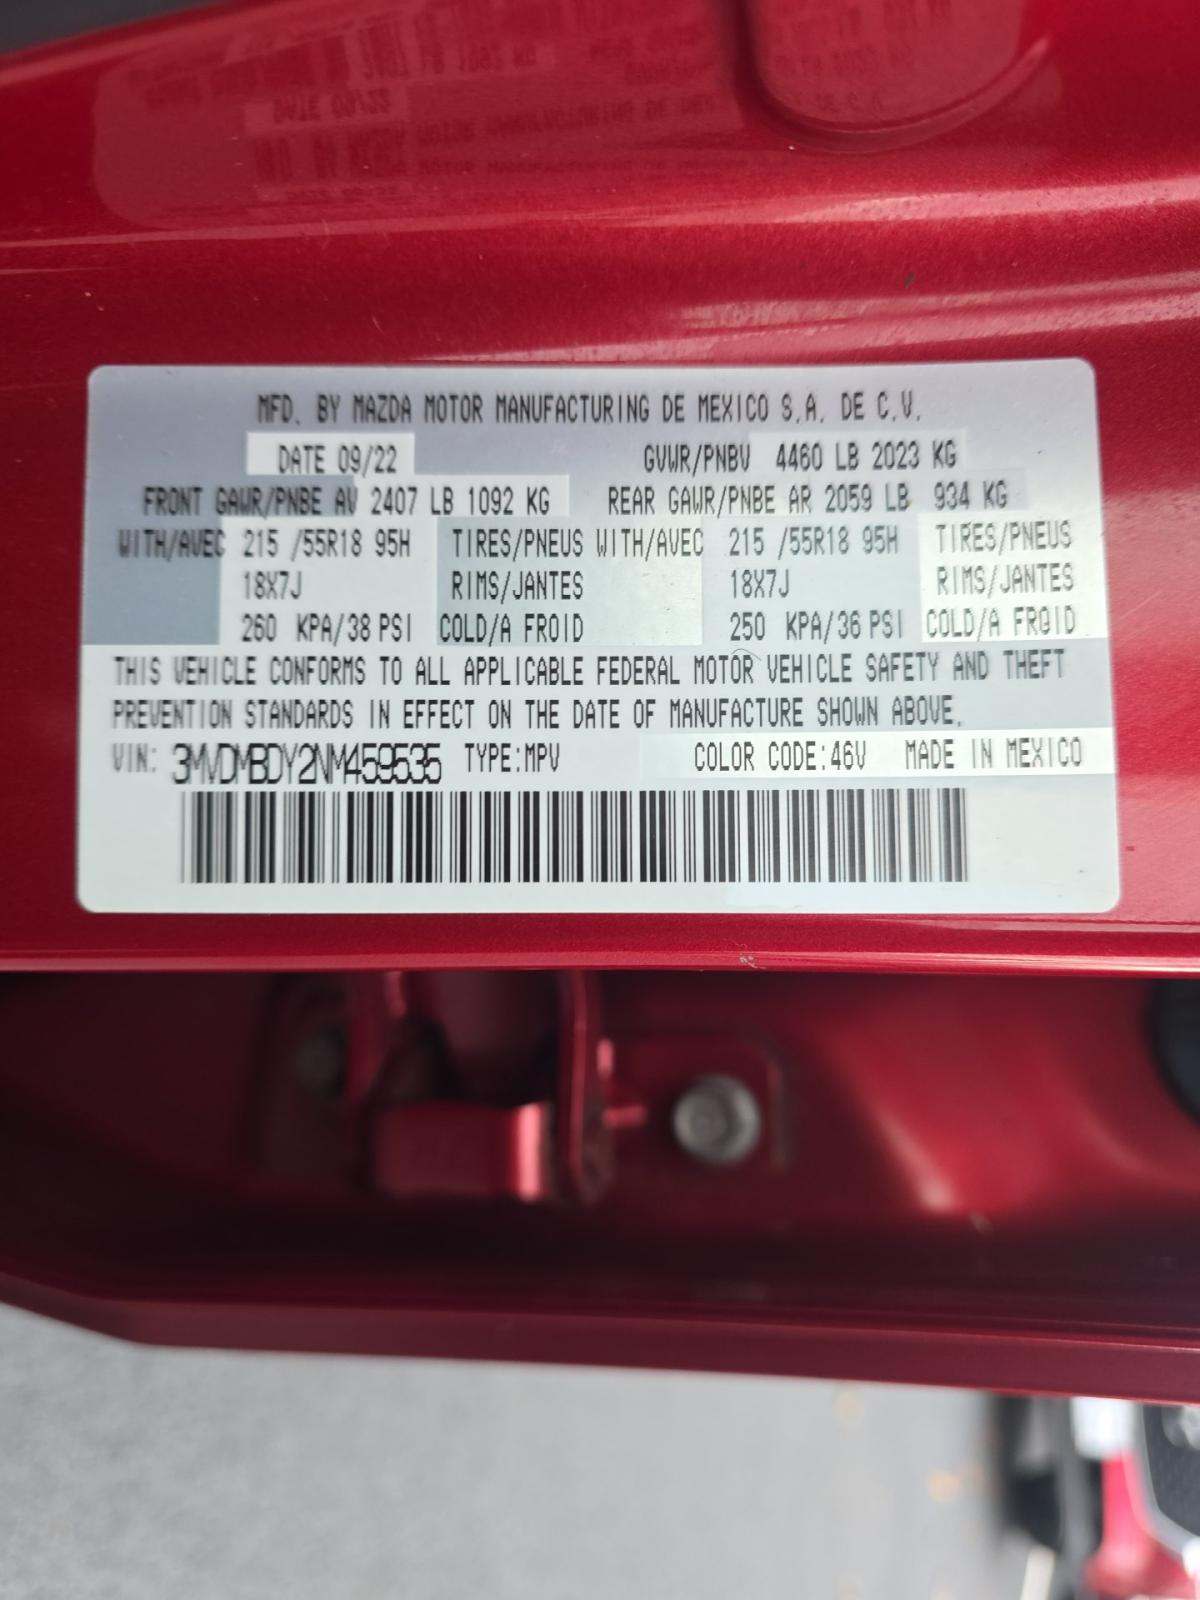 MFD. BY MAZDA MOTOR MANUFACTURING DE MEXICO S.A. DE C.V.
DATE 09/22 GVWR/PNBV 4460 LB 2023 KG
FRONT GAWR/PNBE AV 2407 LB 1092 KG REAR GAWR/PNBE AR 2059 LB 934 KG
WITH/AVEC 215 /55R18 95H TIRES/PNEUS WITH/AVEC 215 /55R18 95H TIRES/PNEUS
18X7J RIMS/JANTES 18X7J RIMS/JANTES
260 KPA/38 PSI COLD/A FROID 250 KPA/36 PSI COLD/A FROID
THIS VEHICLE CONFORMS TO ALL APPLICABLE FEDERAL MOTOR VEHICLE SAFETY AND THEFT
PREVENTION STANDARDS IN EFFECT ON THE DATE OF MANUFACTURE SHOWN ABOVE.
VIN: 3MVDMBDY2NM459535 TYPE:MPV COLOR CODE:46V MADE IN MEXICO